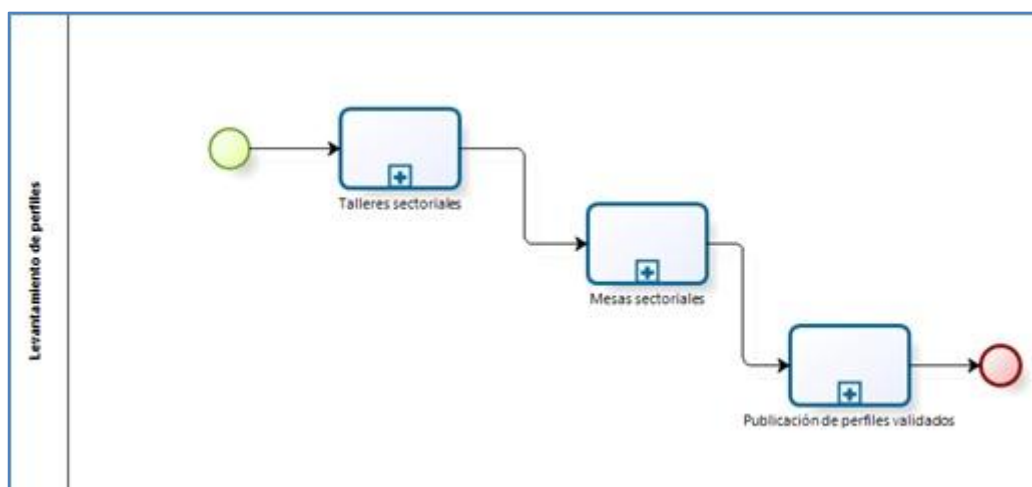 Levantamiento de perfiles
Talleres sectoriales
Mesas sectoriales
Publicación de perfiles validados